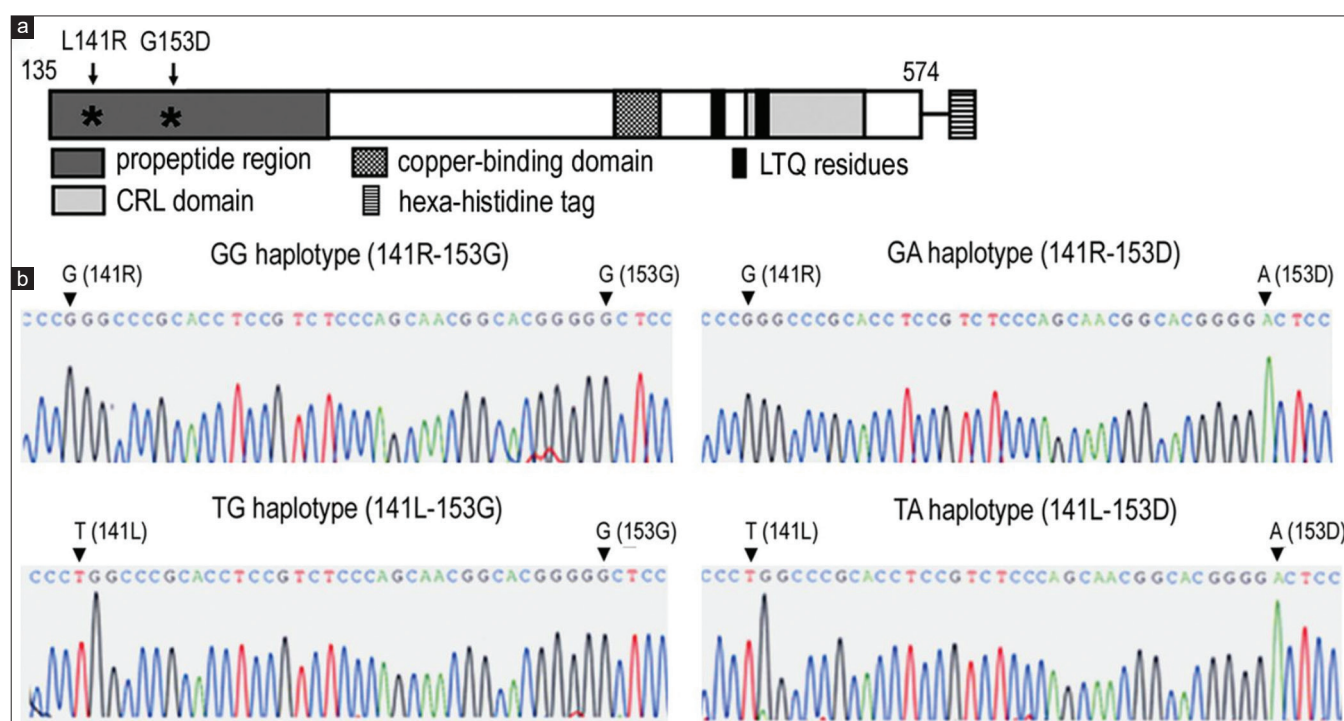 a
L141R G153D
135 574
* *
propeptide region copper-binding domain LTQ residues
CRL domain hexa-histidine tag
b
GG haplotype (141R-153G)
G (141R) G (153G)
CCCGGGCCCGCACCTCCGTCTCCCAGCAACGGCACGGGGGCTCC
GA haplotype (141R-153D)
G (141R) A (153D)
CCCGGGCCCGCACCTCCGTCTCCCAGCAACGGCACGGGGACTCC
TG haplotype (141L-153G)
T (141L) G (153G)
CCCTGGCCCGCACCTCCGTCTCCCAGCAACGGCACGGGGGCTCC
TA haplotype (141L-153D)
T (141L) A (153D)
CCCTGGCCCGCACCTCCGTCTCCCAGCAACGGCACGGGGACTCC